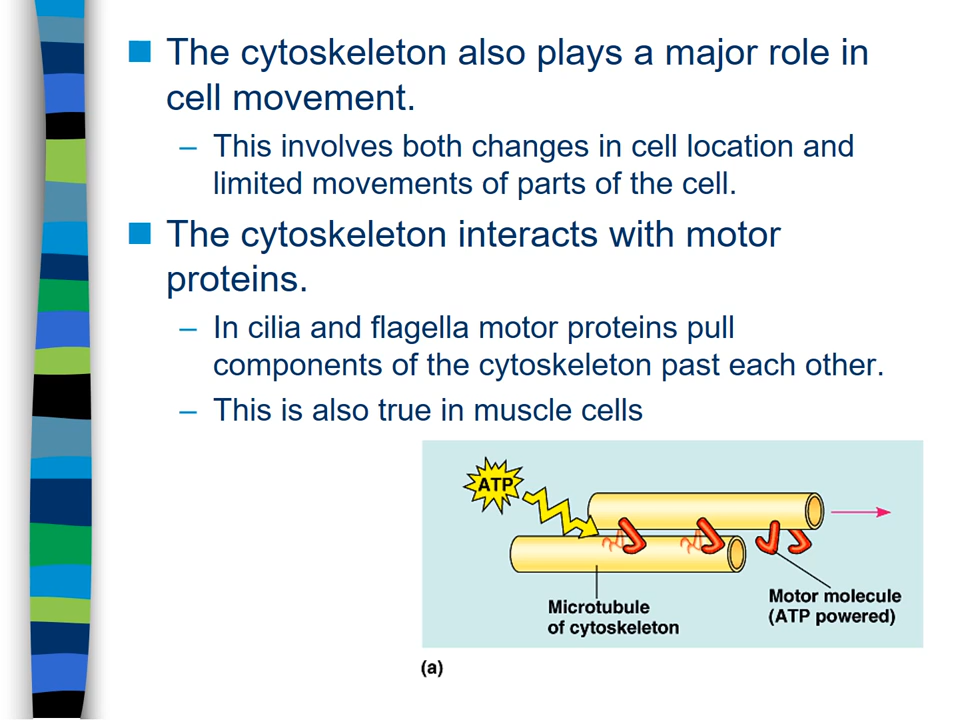 The cytoskeleton also plays a major role in
cell movement.
– This involves both changes in cell location and
limited movements of parts of the cell.
The cytoskeleton interacts with motor
proteins.
– In cilia and flagella motor proteins pull
components of the cytoskeleton past each other.
– This is also true in muscle cells
ATP
Microtubule
of cytoskeleton
Motor molecule
(ATP powered)
(a)